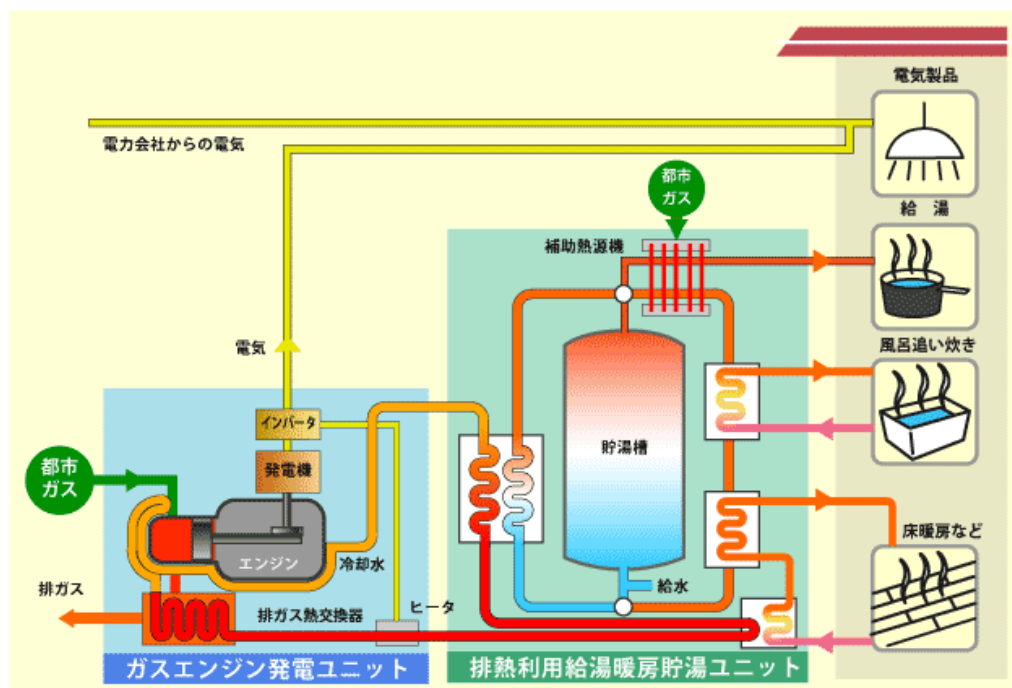 電気製品
電力会社からの電気
都市
ガス
給 湯
補助熱源機
電気
風呂追い炊き
インバータ
発電機
都市
ガス
貯湯槽
床暖房など
エンジン
冷却水
給水
排ガス
ヒータ
排ガス熱交換器
ガスエンジン発電ユニット
排熱利用給湯暖房貯湯ユニット